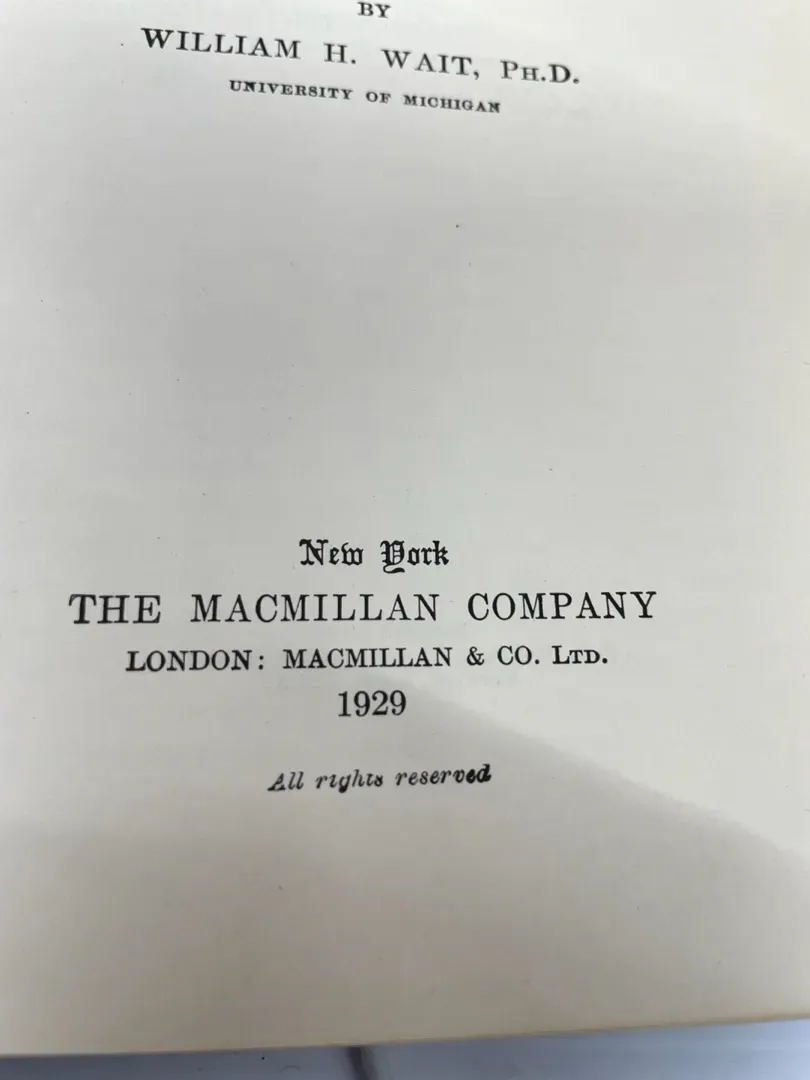 BY
WILLIAM H. WAIT, PH.D.
UNIVERSITY OF MICHIGAN
New York
THE MACMILLAN COMPANY
LONDON: MACMILLAN & CO. LTD.
1929
All rights reserved